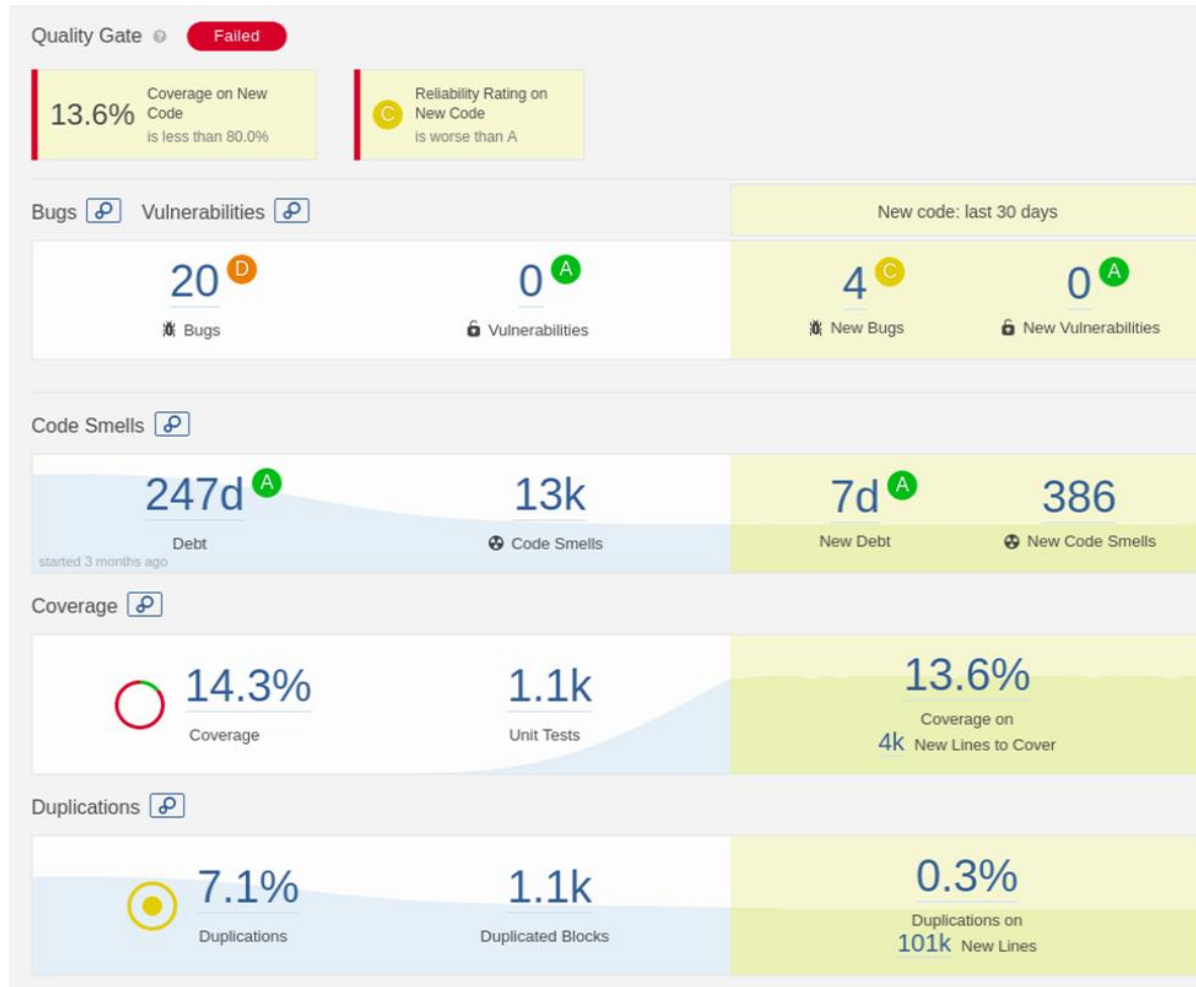 Quality Gate ? Failed
13.6% Coverage on New
Code
is less than 80.0%
C Reliability Rating on
New Code
is worse than A
Bugs Vulnerabilities
New code: last 30 days
20 D
Bugs
0 A
Vulnerabilities
4 C
New Bugs
0 A
New Vulnerabilities
Code Smells
247d A
Debt
started 3 months ago
13k
Code Smells
7d A
New Debt
386
New Code Smells
Coverage
14.3%
Coverage
1.1k
Unit Tests
13.6%
Coverage on
4k New Lines to Cover
Duplications
7.1%
Duplications
1.1k
Duplicated Blocks
0.3%
Duplications on
101k New Lines